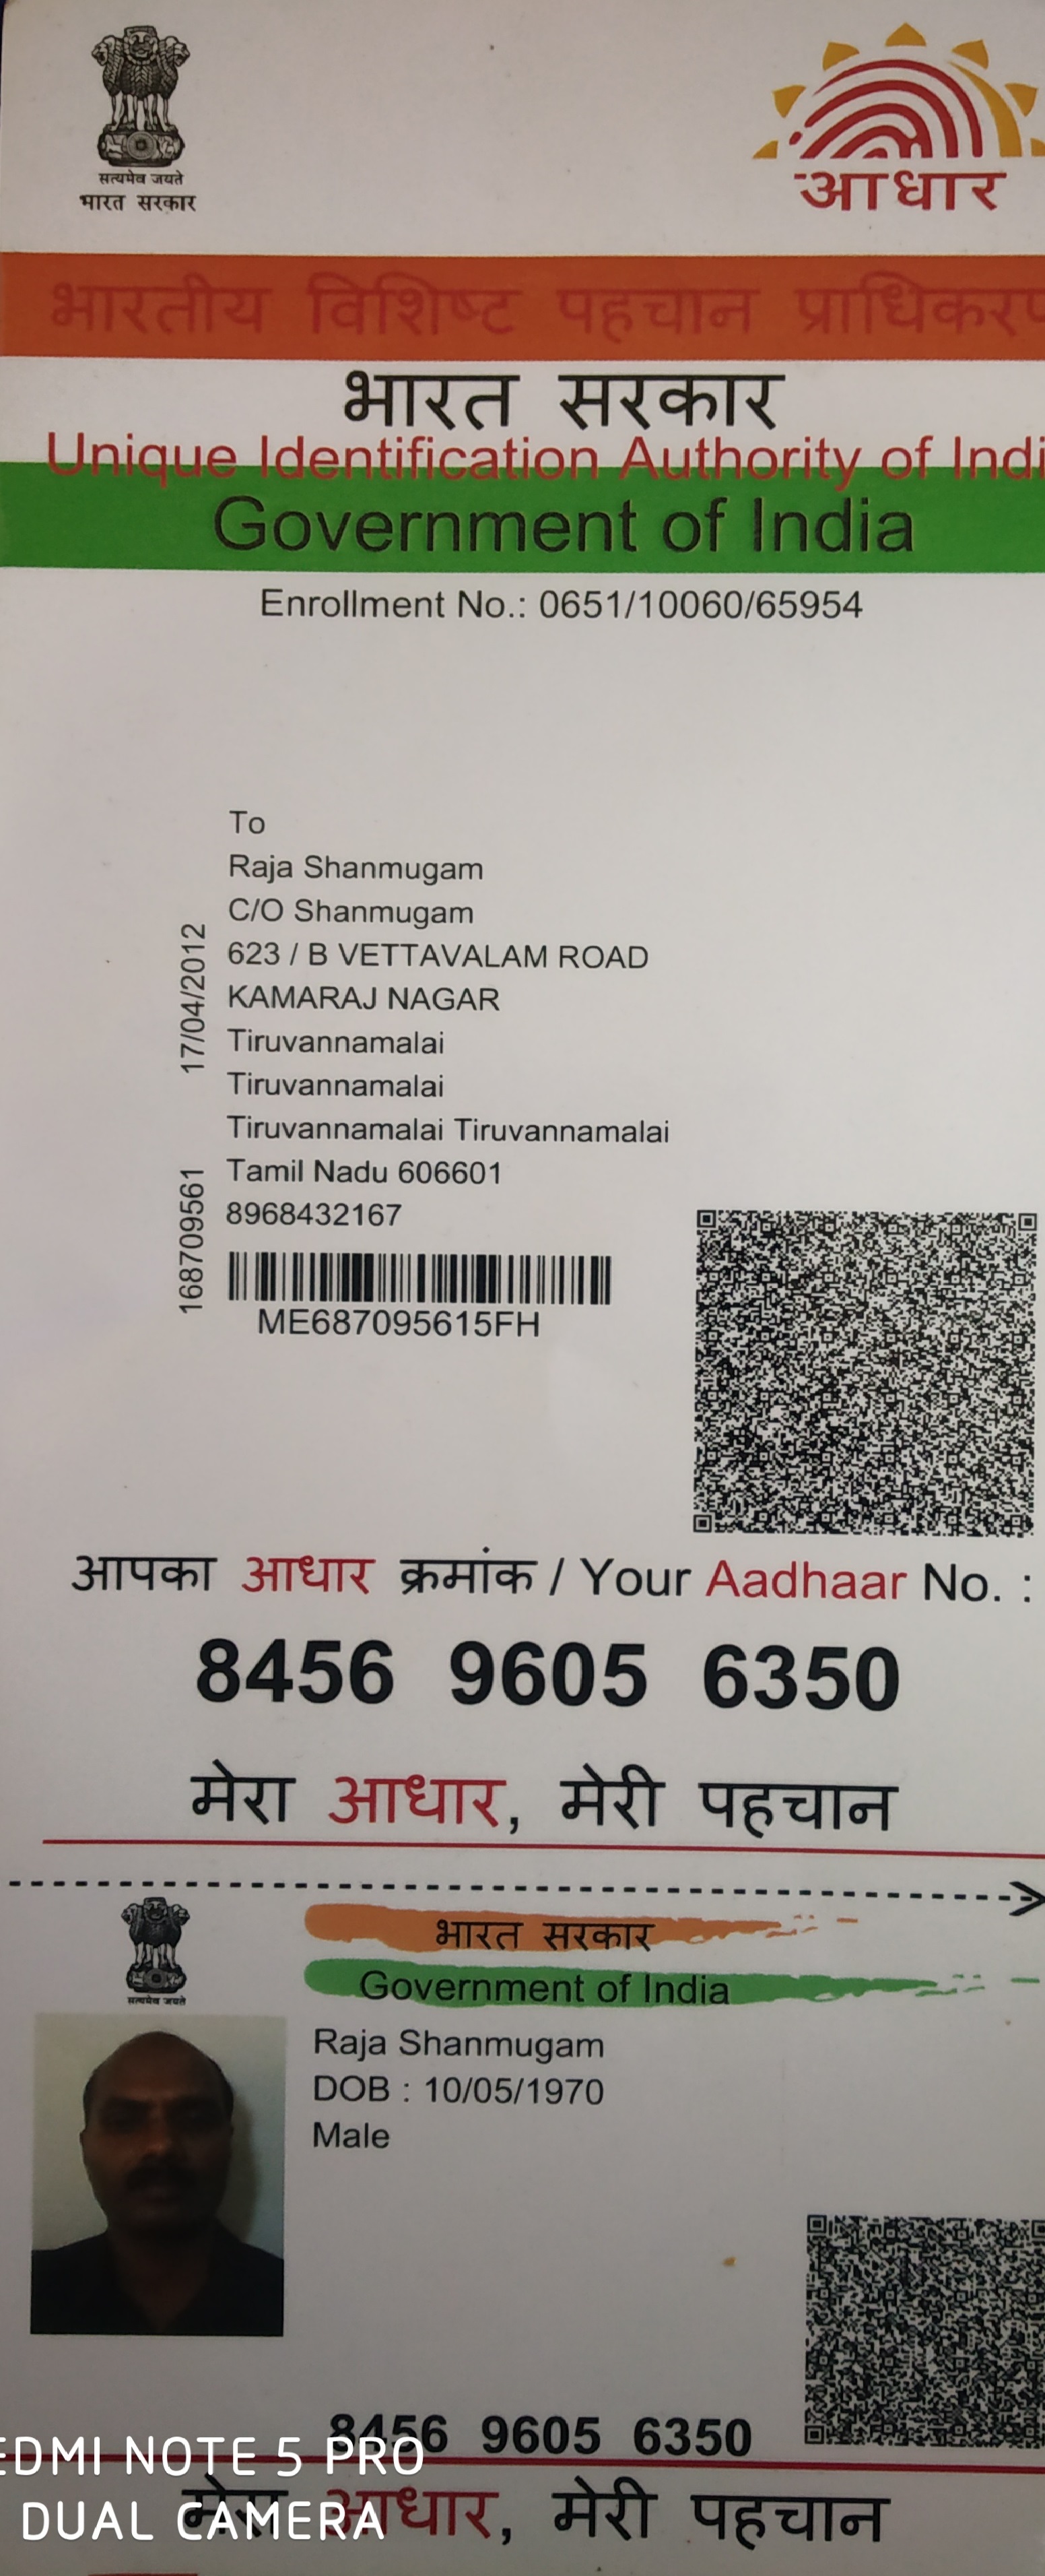 सत्यमेव जयते
भारत सरकार
आधार
भारतीय विशिष्ट पहचान
भारत सरकार
Unique Identification Authority of
Government of India
Enrollment No.: 0651/10060/65954
To
Raja Shanmugam
C/O Shanmugam
623 / B VETTAVALAM ROAD
KAMARAJ NAGAR
Tiruvannamalai
Tiruvannamalai
Tiruvannamalai Tiruvannamalai
Tamil Nadu 606601
8968432167
17/04/2012
168709561
ME687095615FH
आपका आधार क्रमांक / Your Aadhaar No. :
8456 9605 6350
मेरा आधार, मेरी पहचान
सत्यमेव जयते
भारत सरकार
Government of India
Raja Shanmugam
DOB : 10/05/1970
Male
8456 9605 6350
मेरा आधार, मेरी पहचान
NOTE 5 PRO
DUAL CAMERA